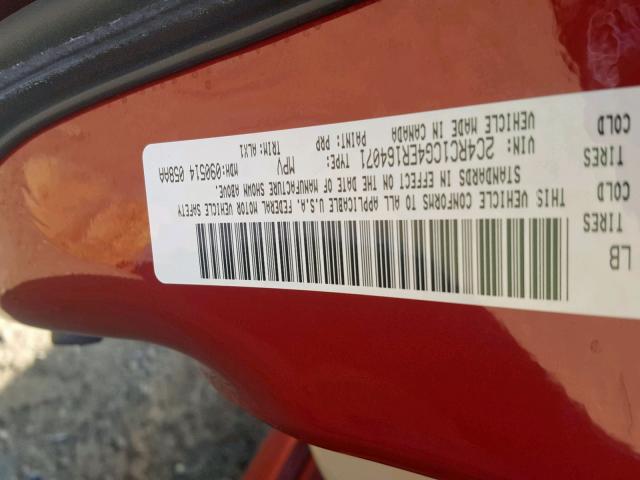 LB
TIRES COLD
TIRES COLD
THIS VEHICLE CONFORMS TO ALL APPLICABLE U.S.A. FEDERAL MOTOR VEHICLE SAFETY
STANDARDS IN EFFECT ON THE DATE OF MANUFACTURE SHOWN ABOVE.
VIN: 2C4RC1CG4ER164071 TYPE: MPV MDH:090514 058AA
VEHICLE MADE IN CANADA PAINT: PRP TRIM:ALX1